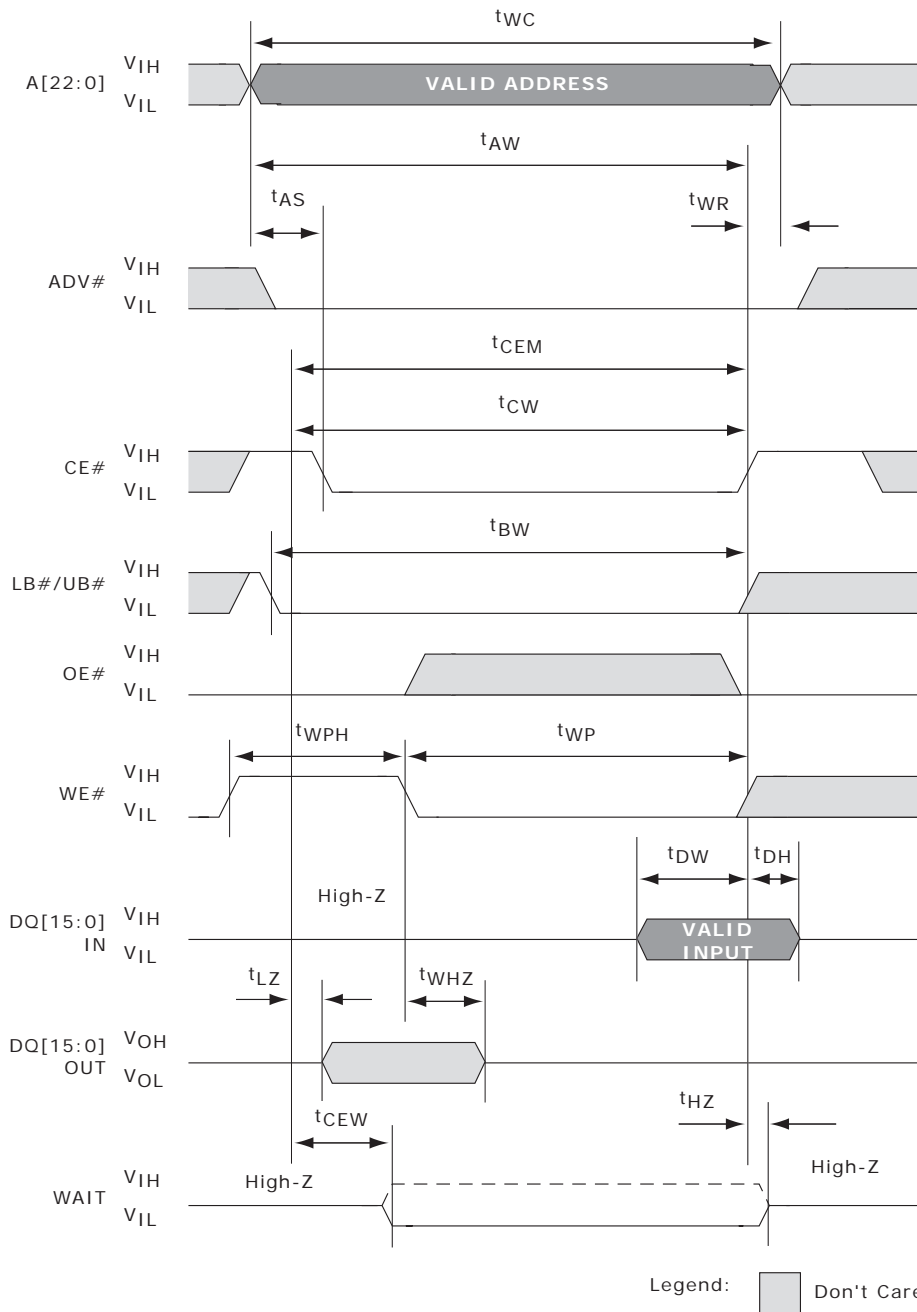 tWC
A[22:0] VIH VIL VALID ADDRESS
tAW
tAS tWR
ADV# VIH VIL
tCEM
tCW
CE# VIH VIL
tBW
LB#/UB# VIH VIL
OE# VIH VIL
tWPH tWP
WE# VIH VIL
tDW tDH
High-Z
DQ[15:0] IN VIH VIL VALID INPUT
tLZ tWHZ
DQ[15:0] OUT VOH VOL
tHZ
tCEW
WAIT VIH VIL High-Z High-Z
Legend: Don't Care